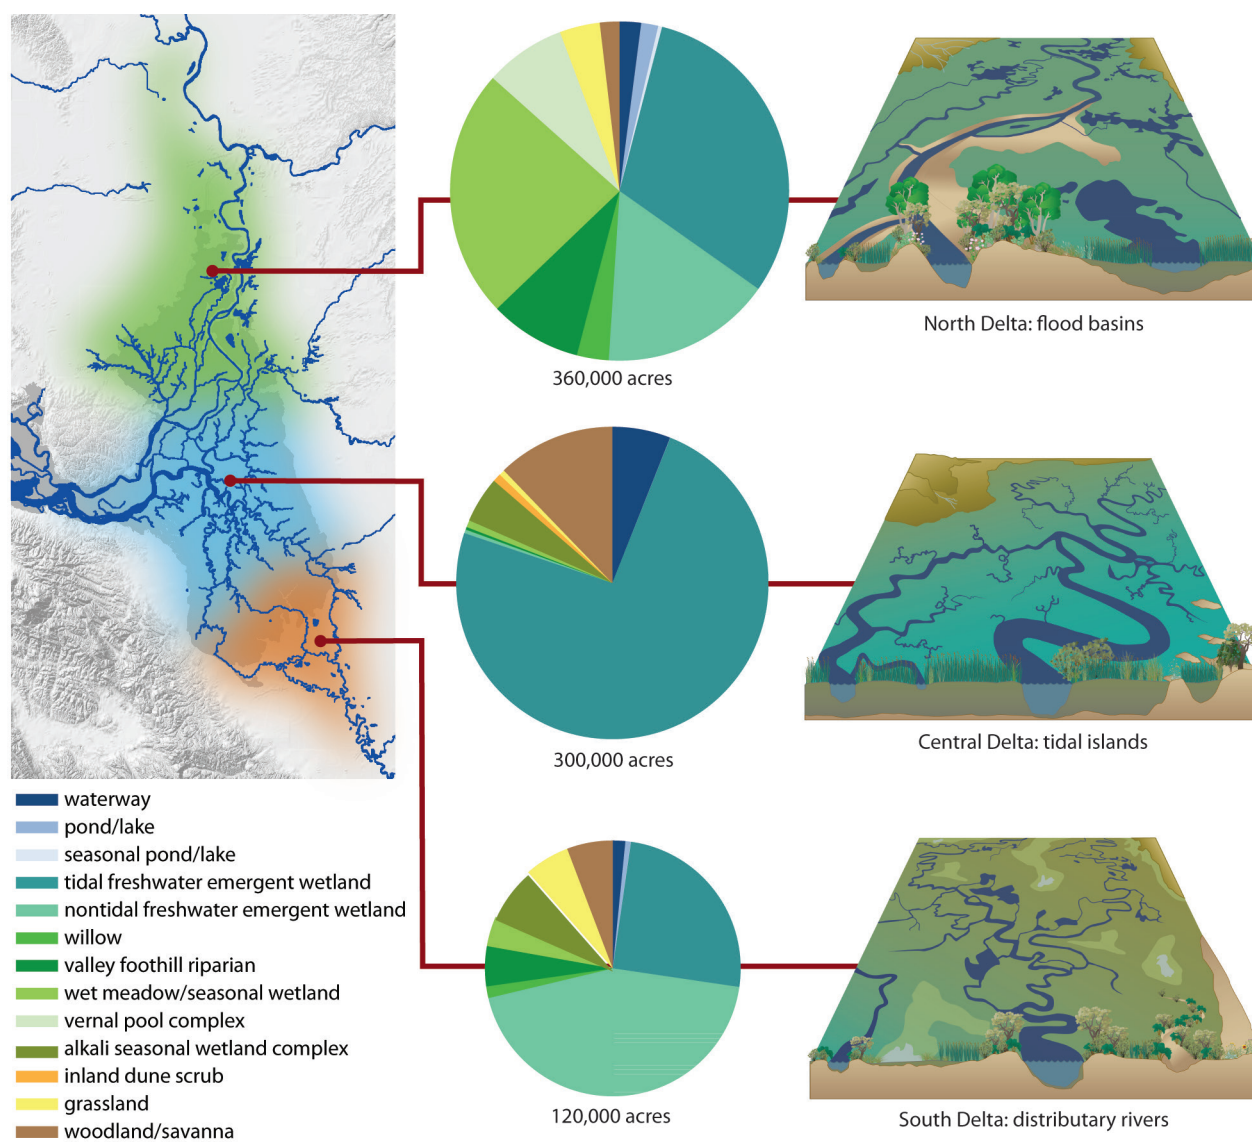 360,000 acres
North Delta: flood basins
300,000 acres
Central Delta: tidal islands
waterway
pond/lake
seasonal pond/lake
tidal freshwater emergent wetland
nontidal freshwater emergent wetland
willow
valley foothill riparian
wet meadow/seasonal wetland
vernal pool complex
alkali seasonal wetland complex
inland dune scrub
grassland
woodland/savanna
120,000 acres
South Delta: distributary rivers